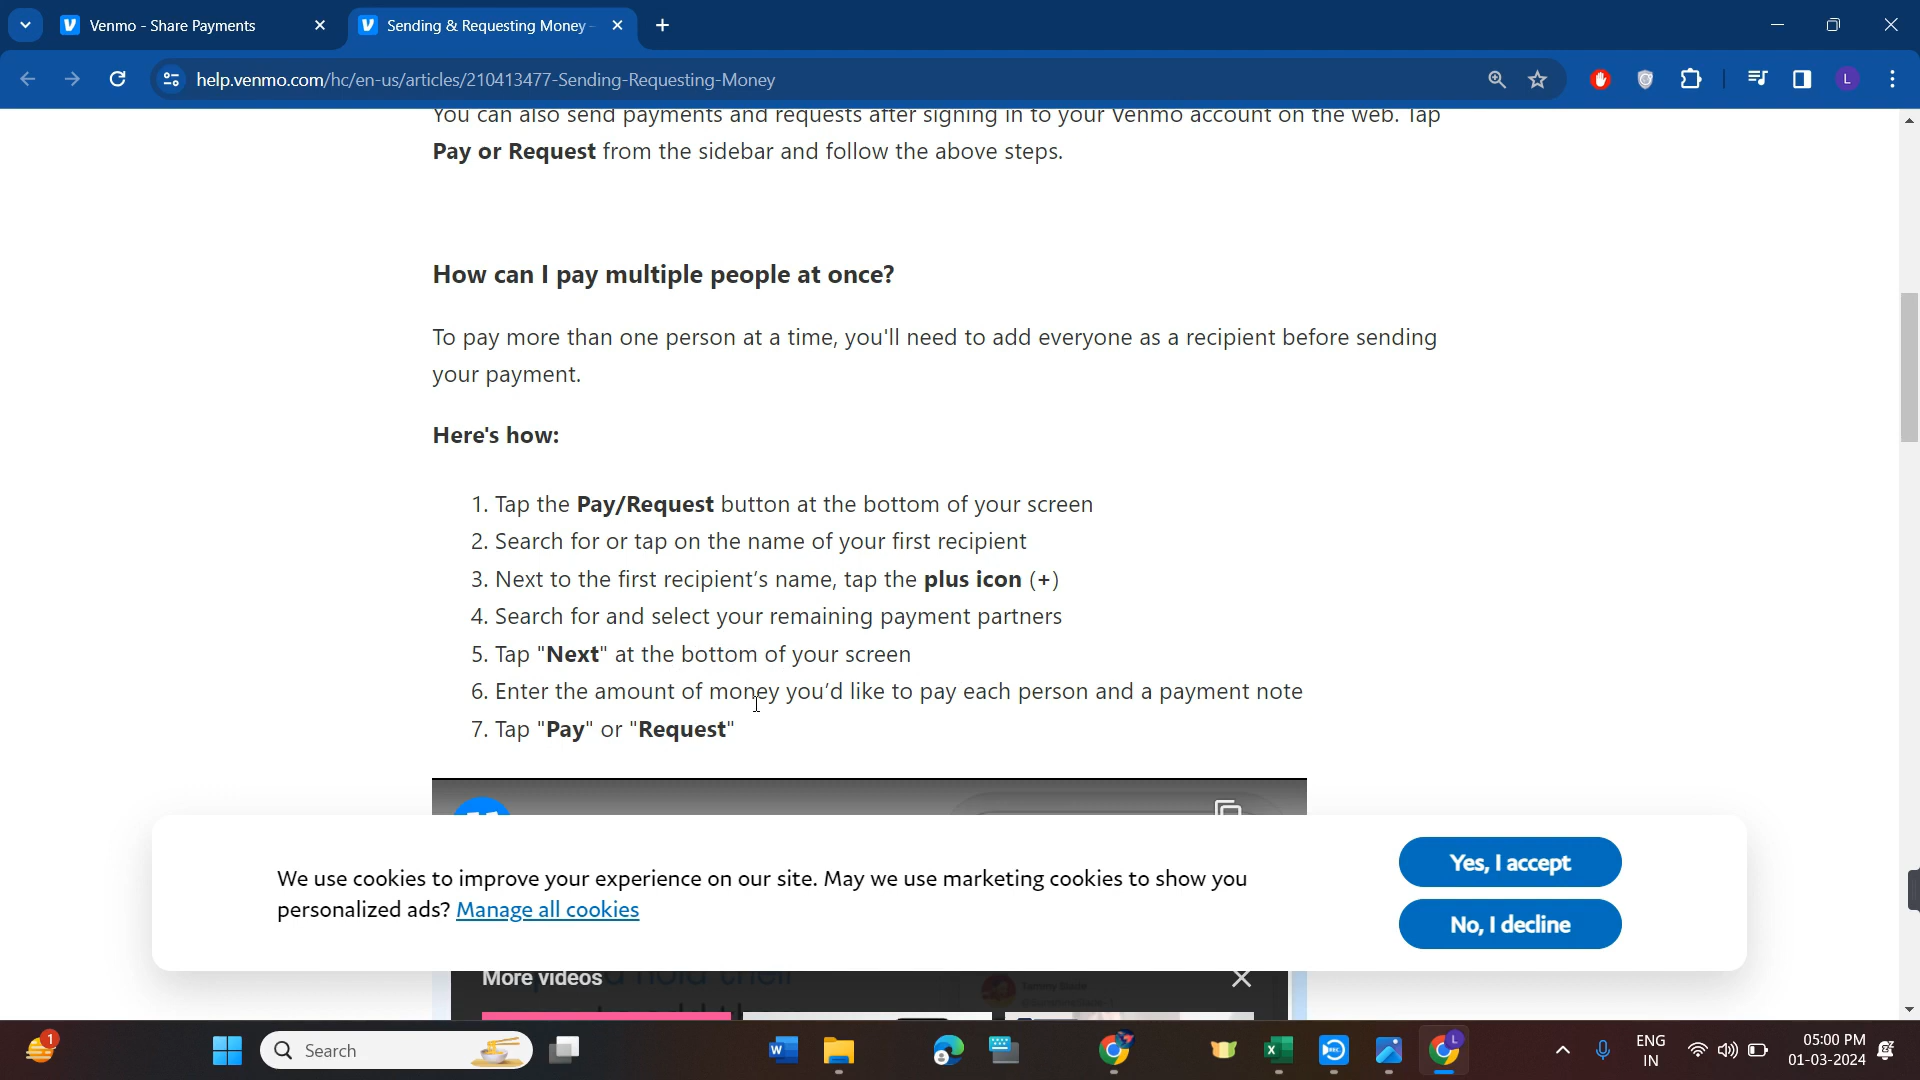 Venmo - Share Payments
Sending & Requesting Money -
help.venmo.com/hc/en-us/articles/210413477-Sending-Requesting-Money
L
You can also send payments and requests after signing in to your Venmo account on the web. Tap
Pay or Request from the sidebar and follow the above steps.
How can I pay multiple people at once?
To pay more than one person at a time, you'll need to add everyone as a recipient before sending
your payment.
Here's how:
1. Tap the Pay/Request button at the bottom of your screen
2. Search for or tap on the name of your first recipient
3. Next to the first recipient's name, tap the plus icon (+)
4. Search for and select your remaining payment partners
5. Tap "Next" at the bottom of your screen
6. Enter the amount of money you'd like to pay each person and a payment note
7. Tap "Pay" or "Request"
We use cookies to improve your experience on our site. May we use marketing cookies to show you
personalized ads? Manage all cookies
Yes, I accept
No, I decline
More videos
1
Search
ENG
IN
05:00 PM
01-03-2024